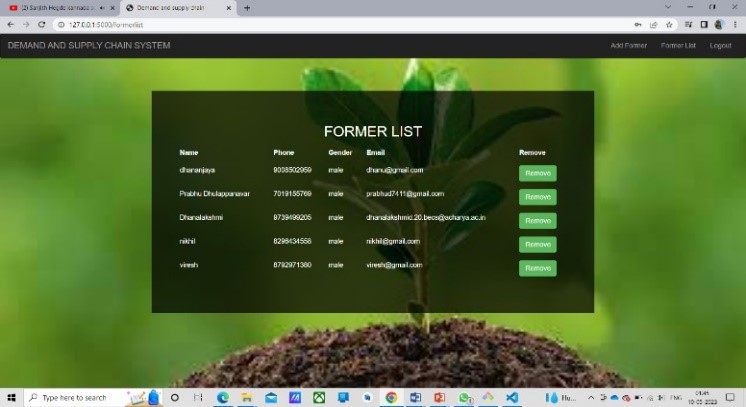 (2) Sanjith Hegde kannada
Demand and supply chain
127.0.0.1:5000/formerlist
DEMAND AND SUPPLY CHAIN SYSTEM Add Former Former List Logout
FORMER LIST
Name Phone Gender Email Remove
dhananjaya 9008502959 male dhanu@gmail.com Remove
Prabhu Dhulappanavar 7019155769 male prabhud7411@gmail.com Remove
Dhanalakshmi 9739499205 male dhanalakshmid.20.becs@acharya.ac.in Remove
nikhil 8296434556 male nikhil@gmail.com Remove
viresh 8792971380 male viresh@gmail.com Remove
Type here to search
Hu...
ENG
10-05-2023